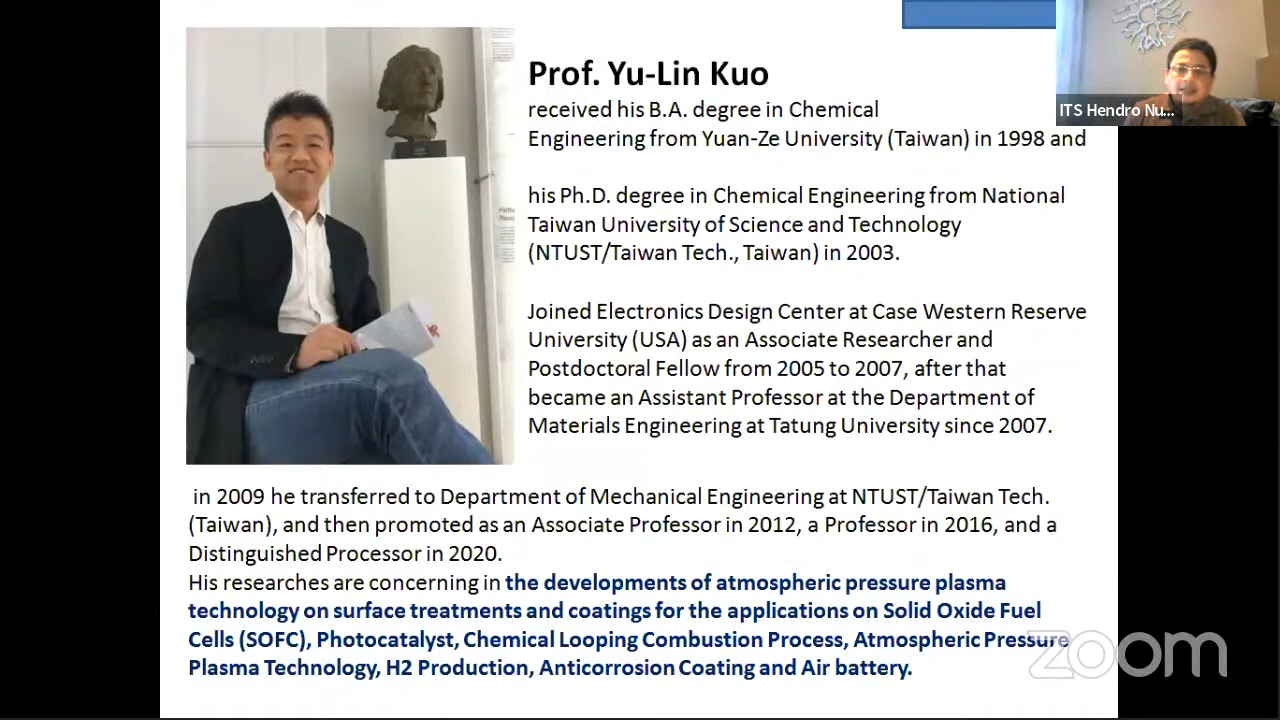 Prof. Yu-Lin Kuo
received his B.A. degree in Chemical
Engineering from Yuan-Ze University (Taiwan) in 1998 and
his Ph.D. degree in Chemical Engineering from National
Taiwan University of Science and Technology
(NTUST/Taiwan Tech., Taiwan) in 2003.
Joined Electronics Design Center at Case Western Reserve
University (USA) as an Associate Researcher and
Postdoctoral Fellow from 2005 to 2007, after that
became an Assistant Professor at the Department of
Materials Engineering at Tatung University since 2007.
in 2009 he transferred to Department of Mechanical Engineering at NTUST/Taiwan Tech.
(Taiwan), and then promoted as an Associate Professor in 2012, a Professor in 2016, and a
Distinguished Processor in 2020.
His researches are concerning in the developments of atmospheric pressure plasma
technology on surface treatments and coatings for the applications on Solid Oxide Fuel
Cells (SOFC), Photocatalyst, Chemical Looping Combustion Process, Atmospheric Pressure
Plasma Technology, H2 Production, Anticorrosion Coating and Air battery.
ITS Hendro Nu...
zoom